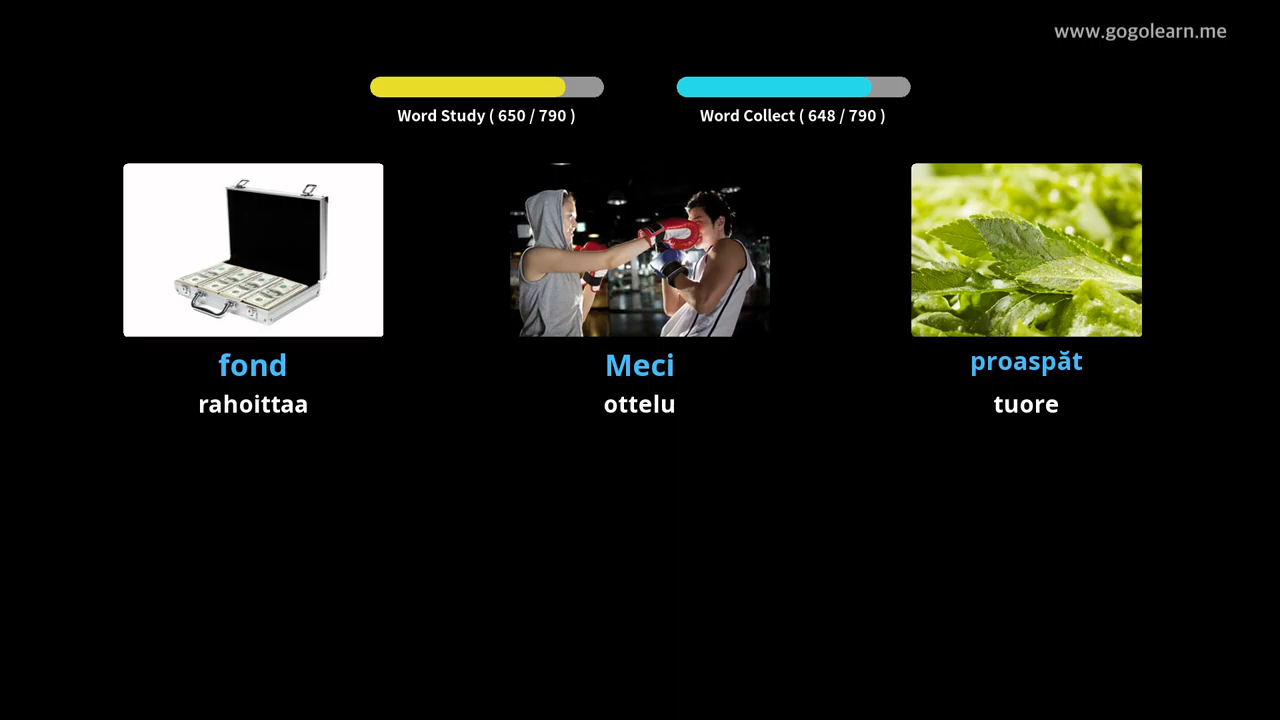 www.gogolearn.me
Word Study ( 650 / 790 )
Word Collect ( 648 / 790 )
fond
Meci
proaspăt
rahoittaa
ottelu
tuore